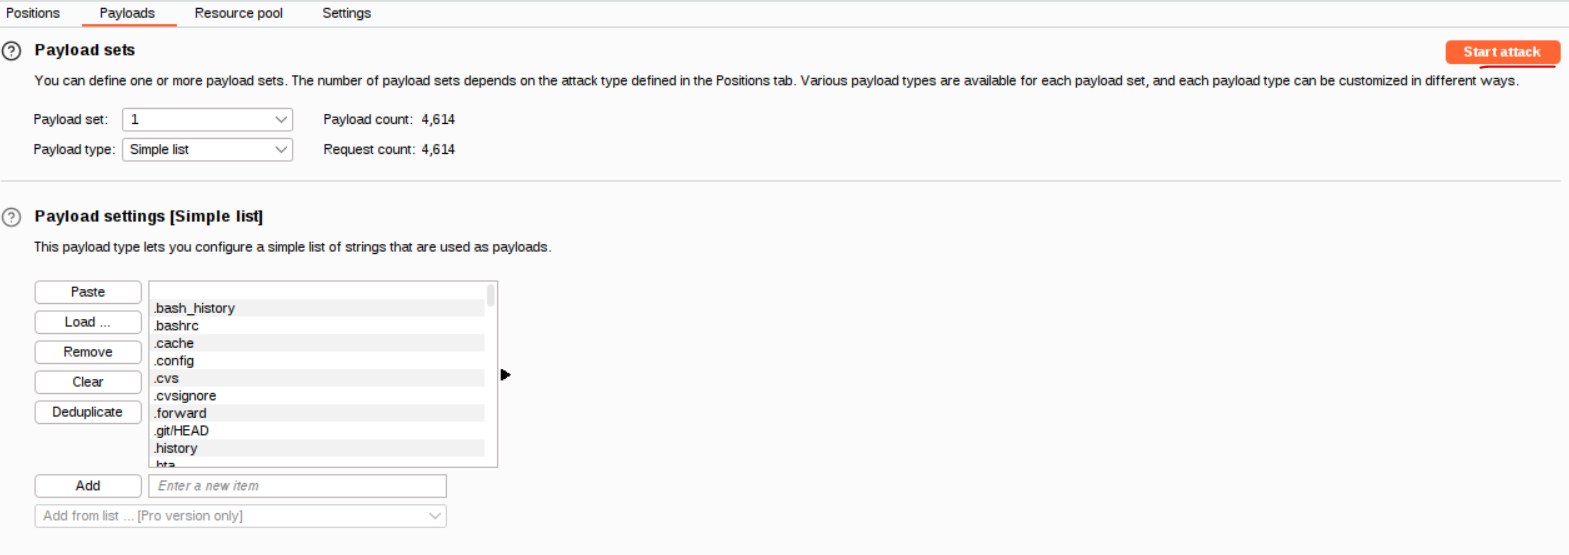 Positions Payloads Resource pool Settings
Payload sets
Start attack
You can define one or more payload sets. The number of payload sets depends on the attack type defined in the Positions tab. Various payload types are available for each payload set, and each payload type can be customized in different ways.
Payload set: 1 Payload count: 4,614
Payload type: Simple list Request count: 4,614
Payload settings [Simple list]
This payload type lets you configure a simple list of strings that are used as payloads.
Paste
Load ...
Remove
Clear
Deduplicate
.bash_history
.bashrc
.cache
.config
.cvs
.cvsignore
.forward
.git/HEAD
.history
.hta
Add Enter a new item
Add from list ... [Pro version only]